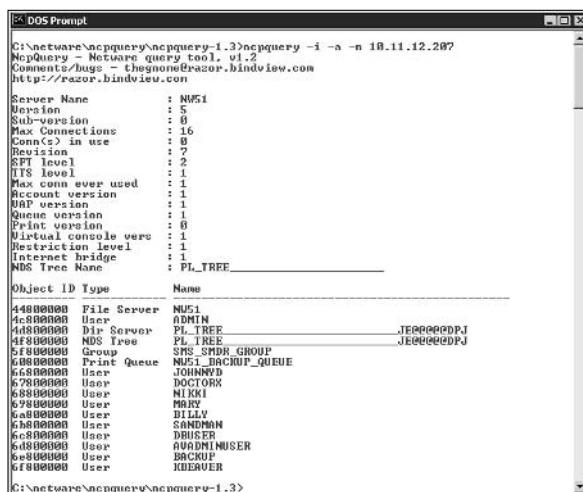 DOS Prompt
C:\netware\ncpquery\ncpquery-1.3>ncpquery -i -a -n 10.11.12.207
NcpQuery - Netware query tool, v1.2
Comments/bugs - thegnome@razor.bindview.com
http://razor.bindview.com
Server Name : NW51
Version : 5
Sub-version : 0
Max Connections : 16
Conn(s) in use : 0
Revision : 7
SFT level : 2
TTS level : 1
Max conn ever used : 1
Account version : 1
VAP version : 1
Queue version : 1
Print version : 0
Virtual console vers : 1
Restriction level : 1
Internet bridge : 1
NDS Tree Name : PL_TREE_________________________
Object ID Type Name
44800000 File Server NW51
4c800000 User ADMIN
4d800000 Dir Server PL_TREE_________________________JE@@@@@DPJ
4f800000 NDS Tree PL_TREE_________________________JE@@@@@DPJ
5f800000 Group SMS_SMDR_GROUP
60800000 Print Queue NW51_BACKUP_QUEUE
66800000 User JOHNNYD
67800000 User DOCTORX
68800000 User NIKKI
69800000 User MARY
6a800000 User BILLY
6b800000 User SANDMAN
6c800000 User DBUSER
6d800000 User AVADMINUSER
6e800000 User BACKUP
6f800000 User KBEAVER
C:\netware\ncpquery\ncpquery-1.3>